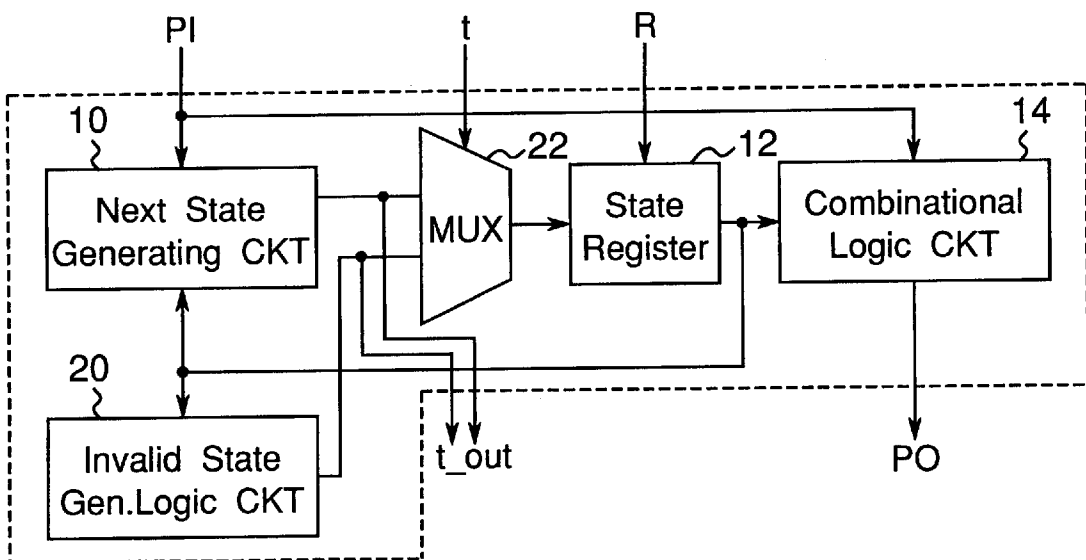 PI
t
R
10
22
12
14
Next State
Generating CKT
MUX
State
Register
Combinational
Logic CKT
20
Invalid State
Gen.Logic CKT
t_out
PO